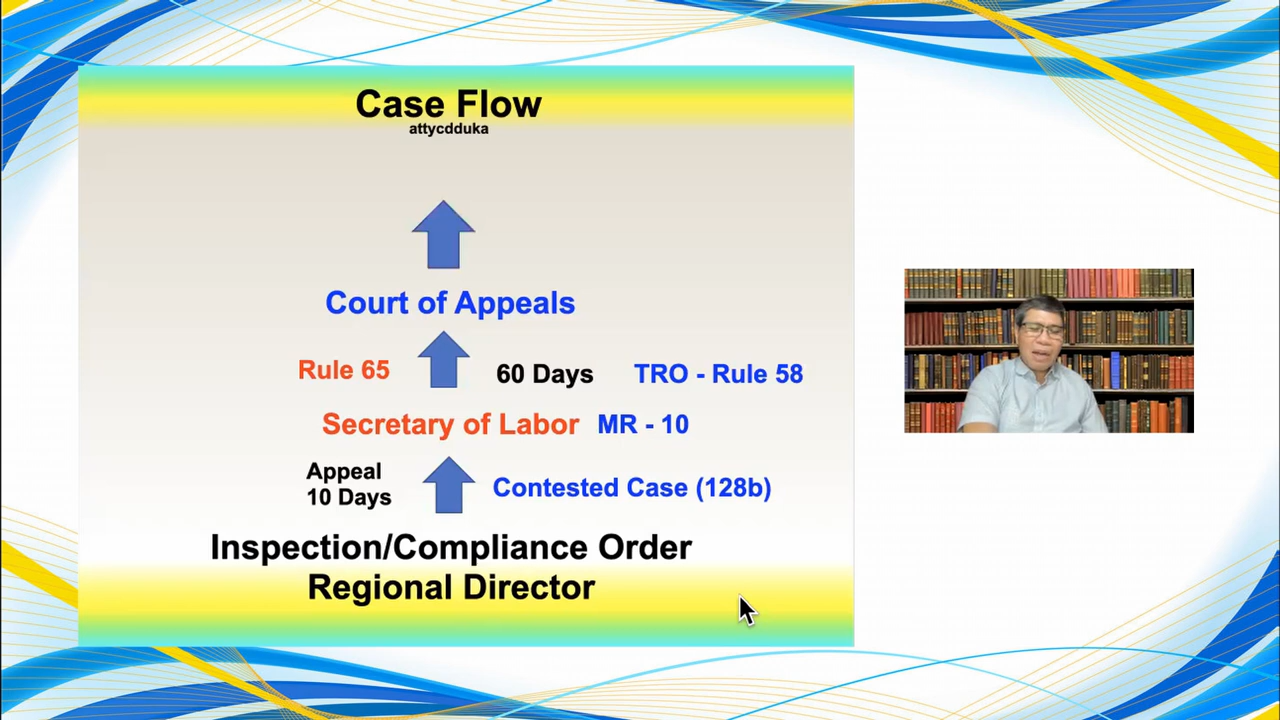 Case Flow
attycdduka
Court of Appeals
Rule 65
60 Days
TRO - Rule 58
Secretary of Labor
MR - 10
Appeal
10 Days
Contested Case (128b)
Inspection/Compliance Order
Regional Director